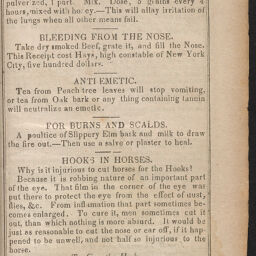 pulverized, 1 part. Mix. Dose, 5 grains every 4
hours, mixed with honey.—This will allay irritation of
the lungs when all other means fail.
BLEEDING FROM THE NOSE.
Take dry smoked Beef, grate it, and fill the Nose.
This Receipt cost Hays, high constable of New York
City, five hundred dollars.
ANTI-EMETIC.
Tea from Peach tree leaves will stop vomiting,
or tea from Oak bark or any thing containing tannin
will neutralize an emetic.
FOR BURNS AND SCALDS.
A poultice of Slippery Elm bark and milk to draw
the fire out.—Then use a salve or plaster to heal.
HOOKS IN HORSES.
Why is it injurious to cut horses for the Hooks?
Because it is robbing nature of an important part
of the eye. That film in the corner of the eye was
put there to protect the eye from the effect of dust,
flies, &c. From inflammation that part sometimes be-
comes enlarged. To cure it, men sometimes cut it
out, than which nothing is more absurd. It would be
just as reasonable to cut the nose or ear off, if it hap-
pened to be unwell, and not half so injurious to the
horse.